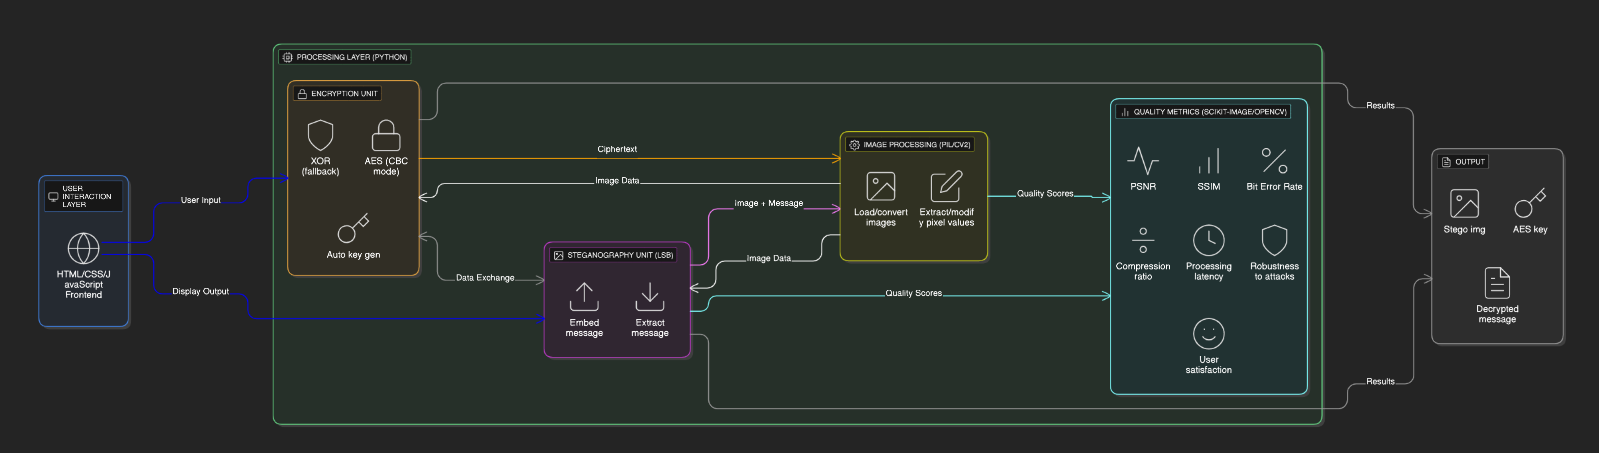 PROCESSING LAYER (PYTHON)
ENCRYPTION UNIT
XOR
(fallback)
AES (CBC
mode)
Auto key gen
USER
INTERACTION
LAYER
HTML/CSS/J
avaScript
Frontend
User Input
Display Output
Ciphertext
Image Data
Image + Message
Image Data
Data Exchange
STEGANOGRAPHY UNIT (LSB)
Embed
message
Extract
message
IMAGE PROCESSING (PIL/CV2)
Load/convert
images
Extract/modif
y pixel values
Quality Scores
Quality Scores
QUALITY METRICS (SCIKIT-IMAGE/OPENCV)
PSNR
SSIM
Bit Error Rate
Compression
ratio
Processing
latency
Robustness
to attacks
User
satisfaction
Results
Results
OUTPUT
Stego img
AES key
Decrypted
message